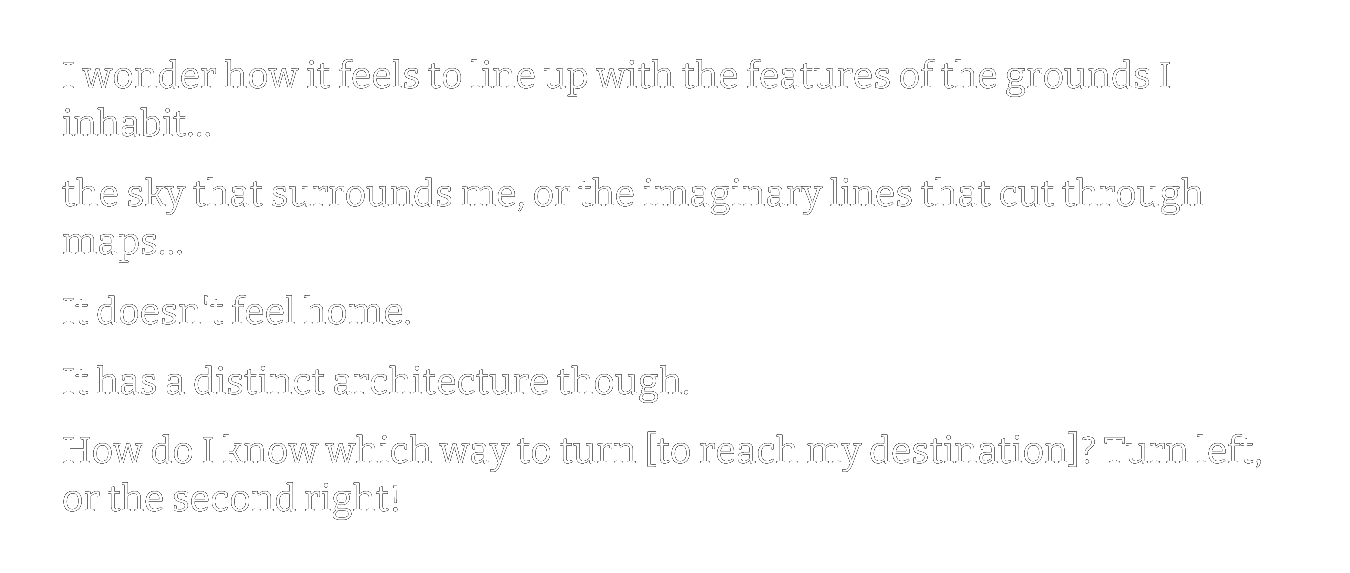 I wonder how it feels to line up with the features of the grounds I
inhabit...
the sky that surrounds me, or the imaginary lines that cut through
maps...
It doesn't feel home.
It has a distinct architecture though.
How do I know which way to turn [to reach my destination]? Turn left,
or the second right!